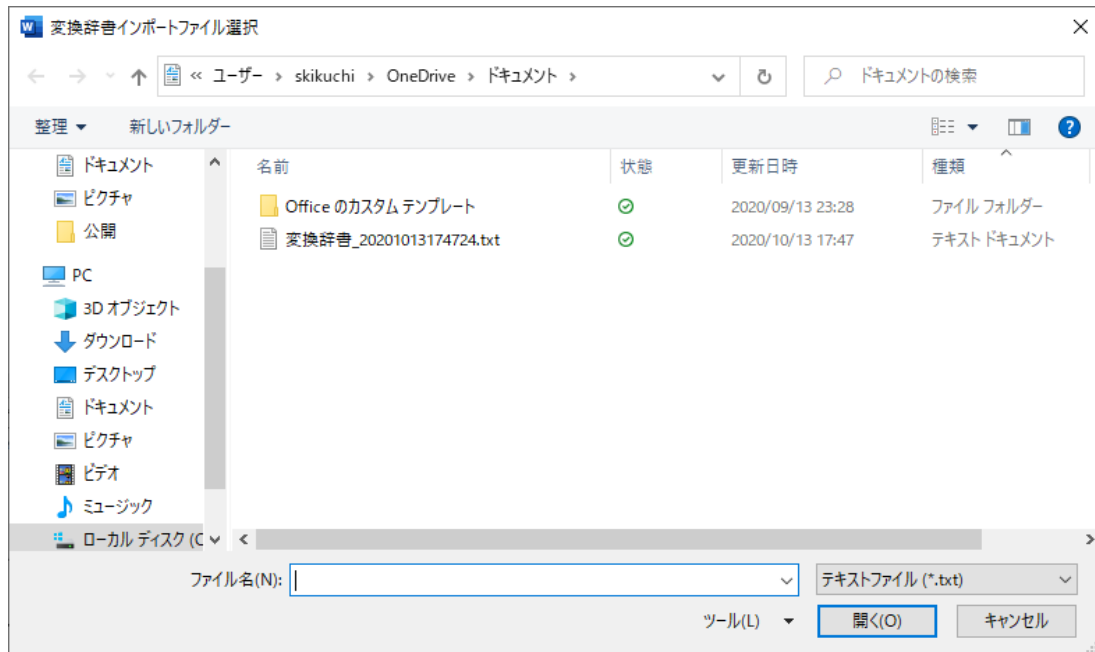 変換辞書インポートファイル選択
« ユーザー › skikuchi › OneDrive › ドキュメント ›
ドキュメントの検索
整理
新しいフォルダー
ドキュメント
ピクチャ
公開
PC
3D オブジェクト
ダウンロード
デスクトップ
ドキュメント
ピクチャ
ビデオ
ミュージック
ローカル ディスク (C
名前 状態 更新日時 種類
Office のカスタム テンプレート 2020/09/13 23:28 ファイル フォルダー
変換辞書_20201013174724.txt 2020/10/13 17:47 テキスト ドキュメント
ファイル名(N):
テキストファイル (*.txt)
ツール(L) 開く(O) キャンセル